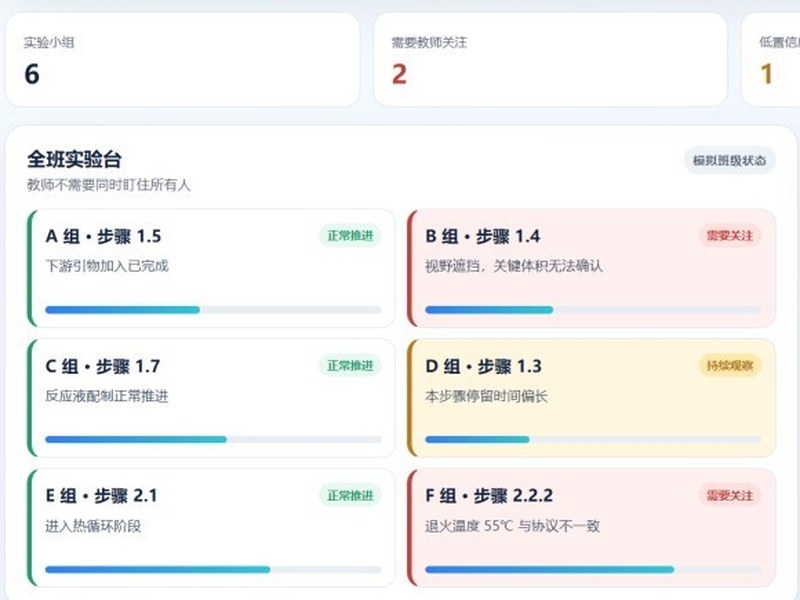 实验小组
6
需要教师关注
2
低置信
1
全班实验台
模拟班级状态
教师不需要同时盯住所有人
A 组 · 步骤 1.5
正常推进
下游引物加入已完成
B 组 · 步骤 1.4
需要关注
视野遮挡，关键体积无法确认
C 组 · 步骤 1.7
正常推进
反应液配制正常推进
D 组 · 步骤 1.3
持续观察
本步骤停留时间偏长
E 组 · 步骤 2.1
正常推进
进入热循环阶段
F 组 · 步骤 2.2.2
需要关注
退火温度 55℃ 与协议不一致